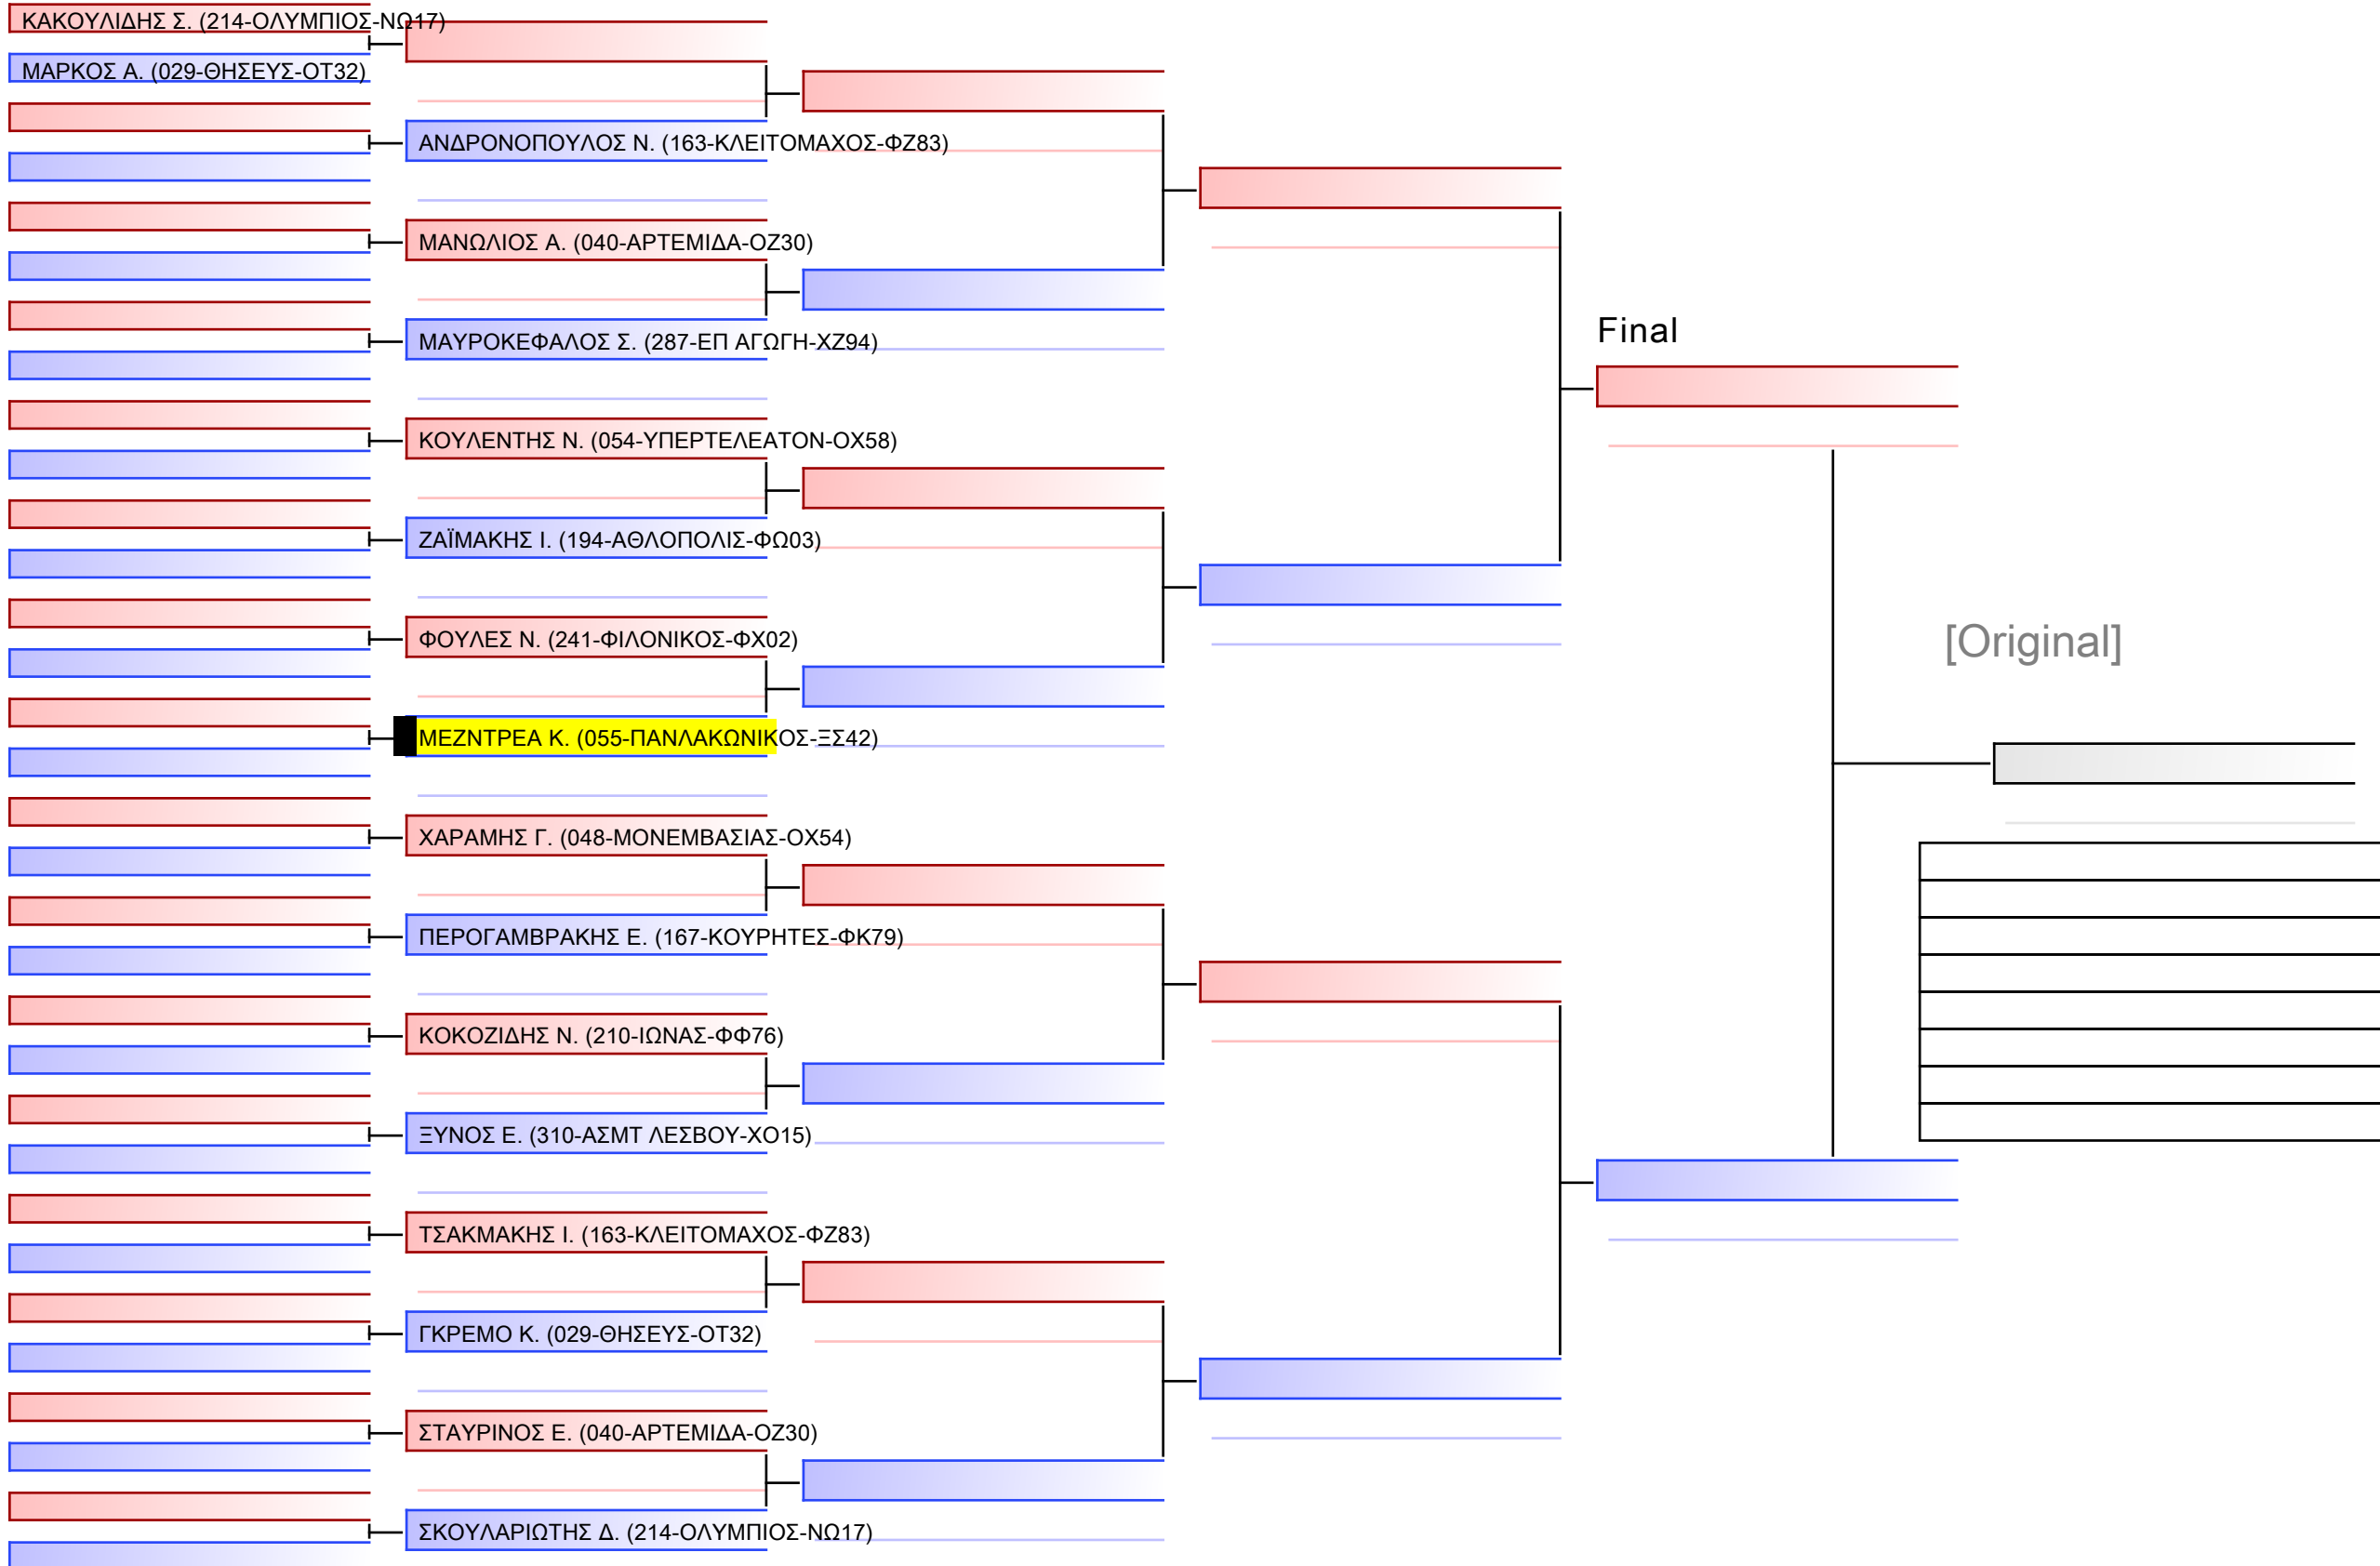 ΚΑΚΟΥΛΙΔΗΣ Σ. (214-ΟΛΥΜΠΙΟΣ-ΝΩ17)
ΜΑΡΚΟΣ Α. (029-ΘΗΣΕΥΣ-ΟΤ32)
ΑΝΔΡΟΝΟΠΟΥΛΟΣ Ν. (163-ΚΛΕΙΤΟΜΑΧΟΣ-ΦΖ83)
ΜΑΝΩΛΙΟΣ Α. (040-ΑΡΤΕΜΙΔΑ-ΟΖ30)
ΜΑΥΡΟΚΕΦΑΛΟΣ Σ. (287-ΕΠ ΑΓΩΓΗ-ΧΖ94)
ΚΟΥΛΕΝΤΗΣ Ν. (054-ΥΠΕΡΤΕΛΕΑΤΟΝ-ΟΧ58)
ΖΑΪΜΑΚΗΣ Ι. (194-ΑΘΛΟΠΟΛΙΣ-ΦΩ03)
ΦΟΥΛΕΣ Ν. (241-ΦΙΛΟΝΙΚΟΣ-ΦΧ02)
ΜΕΖΝΤΡΕΑ Κ. (055-ΠΑΝΛΑΚΩΝΙΚΟΣ-ΞΣ42)
ΧΑΡΑΜΗΣ Γ. (048-ΜΟΝΕΜΒΑΣΙΑΣ-ΟΧ54)
ΠΕΡΟΓΑΜΒΡΑΚΗΣ Ε. (167-ΚΟΥΡΗΤΕΣ-ΦΚ79)
ΚΟΚΟΖΙΔΗΣ Ν. (210-ΙΩΝΑΣ-ΦΦ76)
ΞΥΝΟΣ Ε. (310-ΑΣΜΤ ΛΕΣΒΟΥ-ΧΟ15)
ΤΣΑΚΜΑΚΗΣ Ι. (163-ΚΛΕΙΤΟΜΑΧΟΣ-ΦΖ83)
ΓΚΡΕΜΟ Κ. (029-ΘΗΣΕΥΣ-ΟΤ32)
ΣΤΑΥΡΙΝΟΣ Ε. (040-ΑΡΤΕΜΙΔΑ-ΟΖ30)
ΣΚΟΥΛΑΡΙΩΤΗΣ Δ. (214-ΟΛΥΜΠΙΟΣ-ΝΩ17)
Final
[Original]